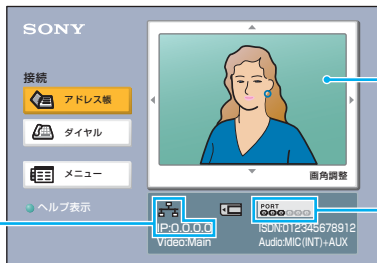 SONY
接続
アドレス帳
ダイヤル
メニュー
ヘルプ表示
画角調整
PORT
IP:0.0.0.0
ISDN:012345678912
Video:Main
Audio:MIC(INT)+AUX